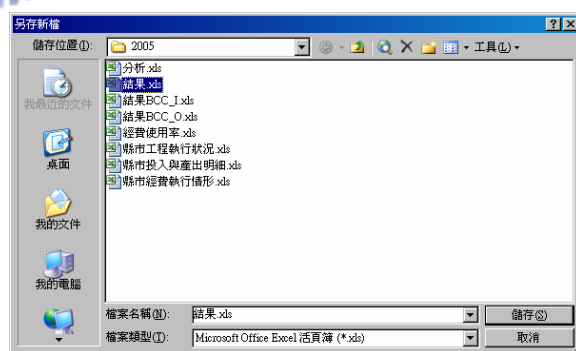 另存新檔
儲存位置(I):
2005
工具(L)
我最近的文件
桌面
我的文件
我的電腦
分析.xls
結果.xls
結果BCC_I.xls
結果BCC_O.xls
經費使用率.xls
縣市工程執行狀況.xls
縣市投入與產出明細.xls
縣市經費執行情形.xls
檔案名稱(N):
結果.xls
儲存(S)
檔案類型(T):
Microsoft Office Excel 活頁簿 (*.xls)
取消